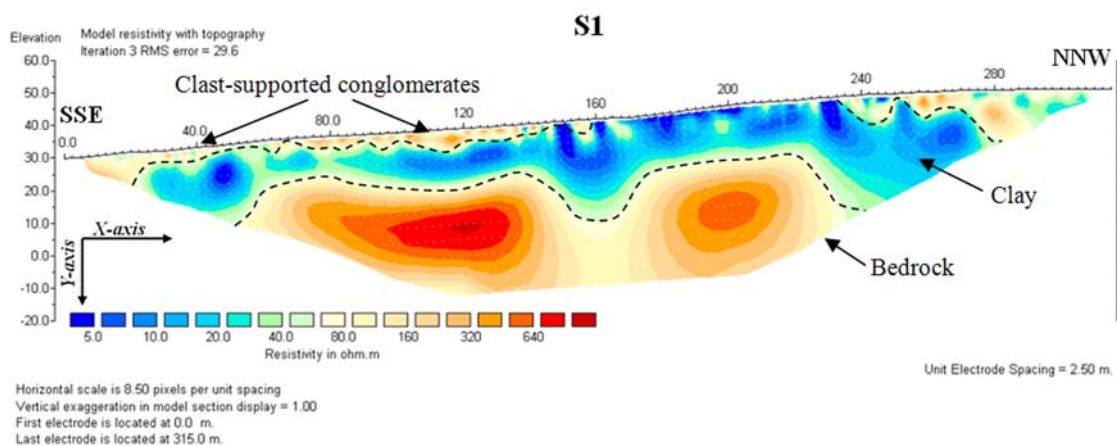 S1
Elevation
Model resistivity with topography
Iteration 3 RMS error = 29.6
NNW
Clast-supported conglomerates
SSE
60.0
50.0
40.0
30.0
20.0
10.0
0.0
-10.0
-20.0
0.0
40.0
80.0
120
160
200
240
280
Clay
X-axis
Y-axis
Bedrock
5.0 10.0 20.0 40.0 80.0 160 320 640
Resistivity in ohm.m
Unit Electrode Spacing = 2.50 m.
Horizontal scale is 8.50 pixels per unit spacing
Vertical exaggeration in model section display = 1.00
First electrode is located at 0.0 m.
Last electrode is located at 315.0 m.